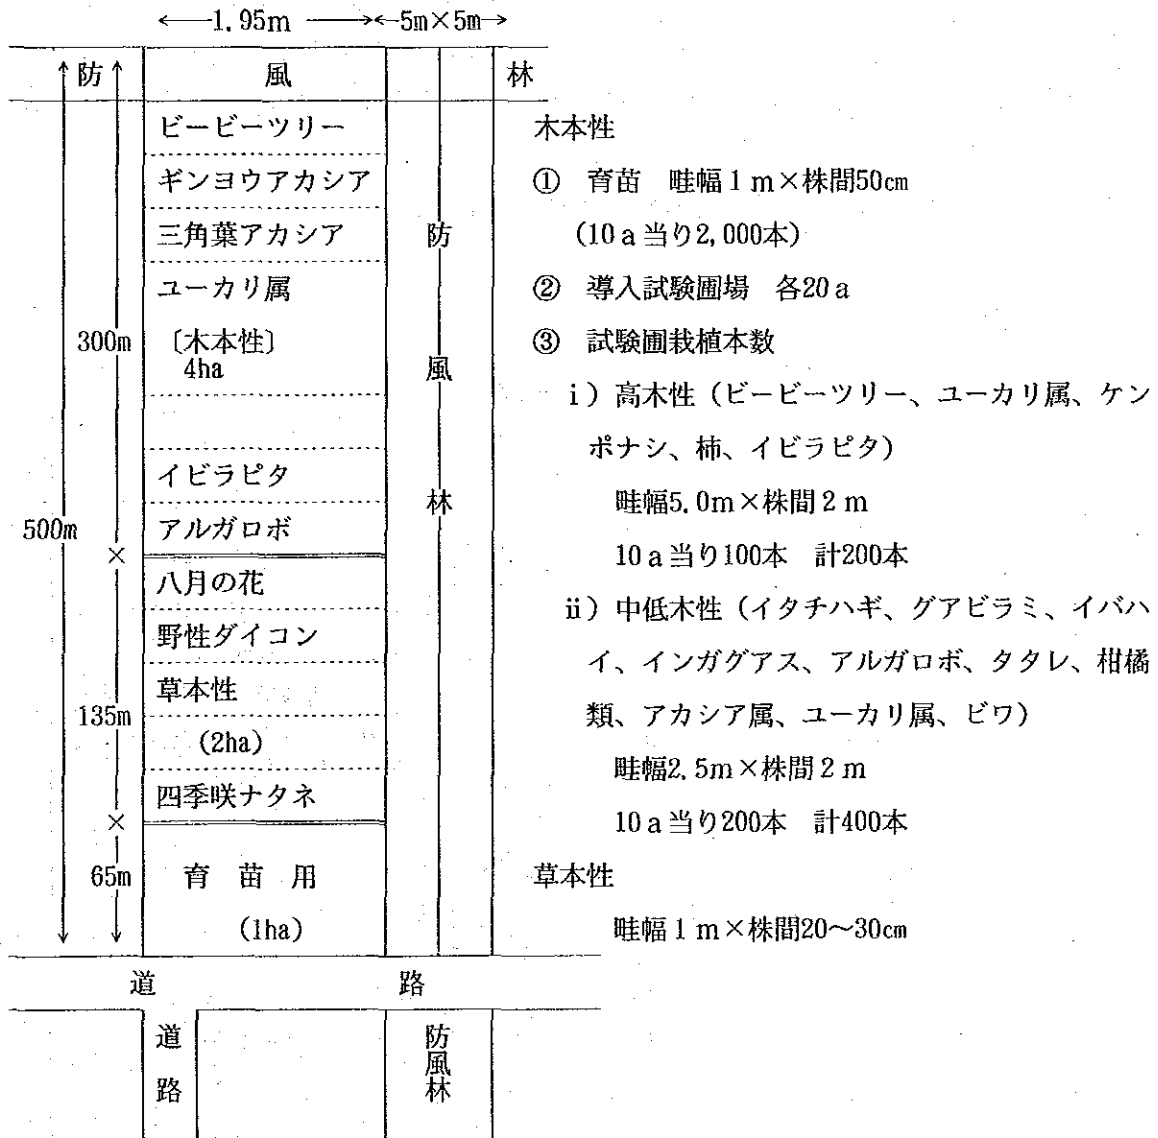 1.95m 5m×5m
防 風 林
ビービーツリー
ギンヨウアカシア
三角葉アカシア
ユーカリ属
〔木本性〕
4ha
イビラピタ
アルガロボ
八月の花
野性ダイコン
草本性
(2ha)
四季咲ナタネ
育 苗 用
(1ha)
300m
500m
×
135m
×
65m
防
風
林
道 路
道
路
防
風
林
木本性
① 育苗 畦幅1m×株間50㎝
(10a当り2,000本)
② 導入試験圃場 各20a
③ 試験圃栽植本数
ⅰ) 高木性(ビービーツリー、ユーカリ属、ケン
ポナシ、柿、イビラピタ)
畦幅5.0m×株間2m
10a当り100本 計200本
ⅱ) 中低木性(イタチハギ、グアビラミ、イバハ
イ、インガグアス、アルガロボ、タタレ、柑橘
類、アカシア属、ユーカリ属、ビワ)
畦幅2.5m×株間2m
10a当り200本 計400本
草本性
畦幅1m×株間20～30㎝